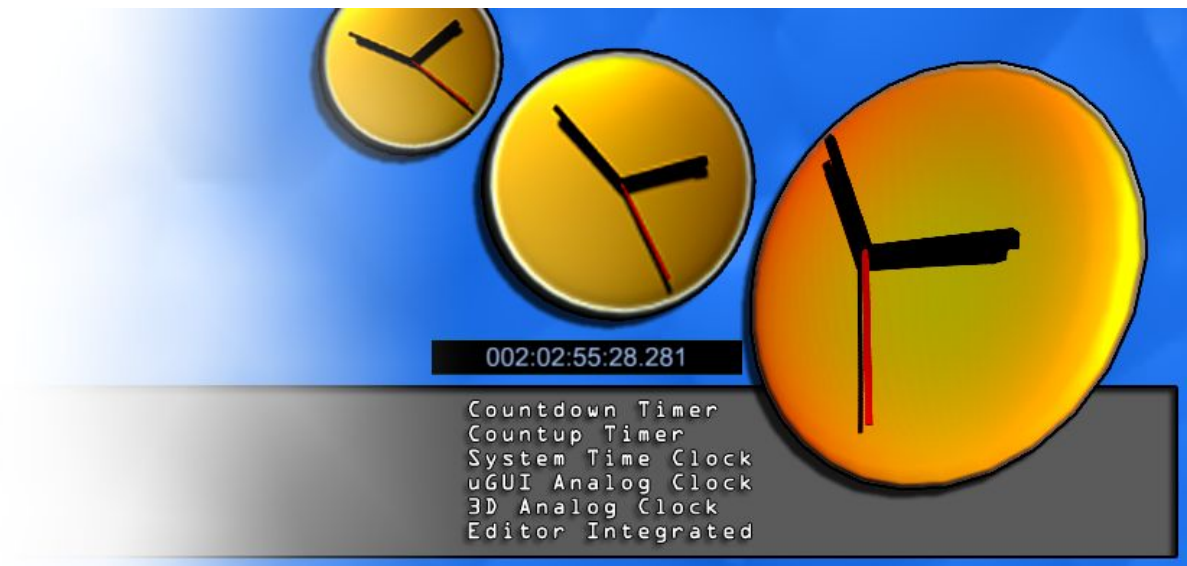 002:02:55:28.281
Countdown Timer
Countup Timer
System Time Clock
uGUI Analog Clock
3D Analog Clock
Editor Integrated